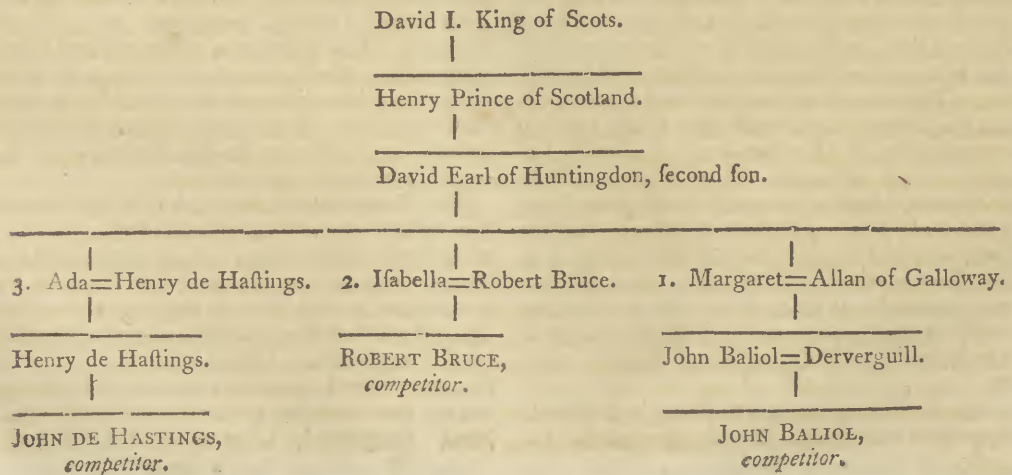 David I. King of Scots.
Henry Prince of Scotland.
David Earl of Huntingdon, ſecond ſon.
3. Ada=Henry de Haſtings. 2. Iſabella=Robert Bruce. 1. Margaret=Allan of Galloway.
Henry de Haſtings. ROBERT BRUCE, John Baliol=Derverguill.
competitor.
JOHN DE HASTINGS, JOHN BALIOL,
competitor. competitor.